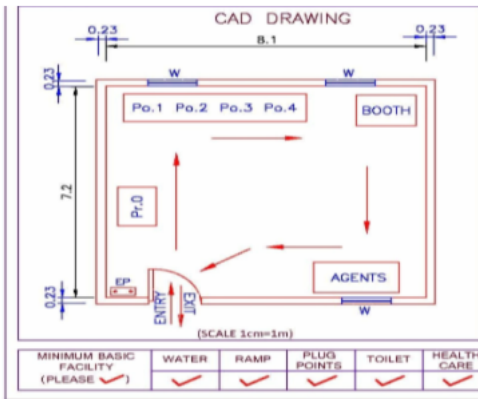 CAD DRAWING
0.23
8.1
0.23
0.23
W
W
Po.1 Po.2 Po.3 Po.4
BOOTH
7.2
Pr.0
EP
AGENTS
0.23
ENTRY
EXIT
W
(SCALE 1cm=1m)
MINIMUM BASIC FACILITY (PLEASE ✓)
WATER
RAMP
PLUG POINTS
TOILET
HEALTH CARE
✓ ✓ ✓ ✓ ✓